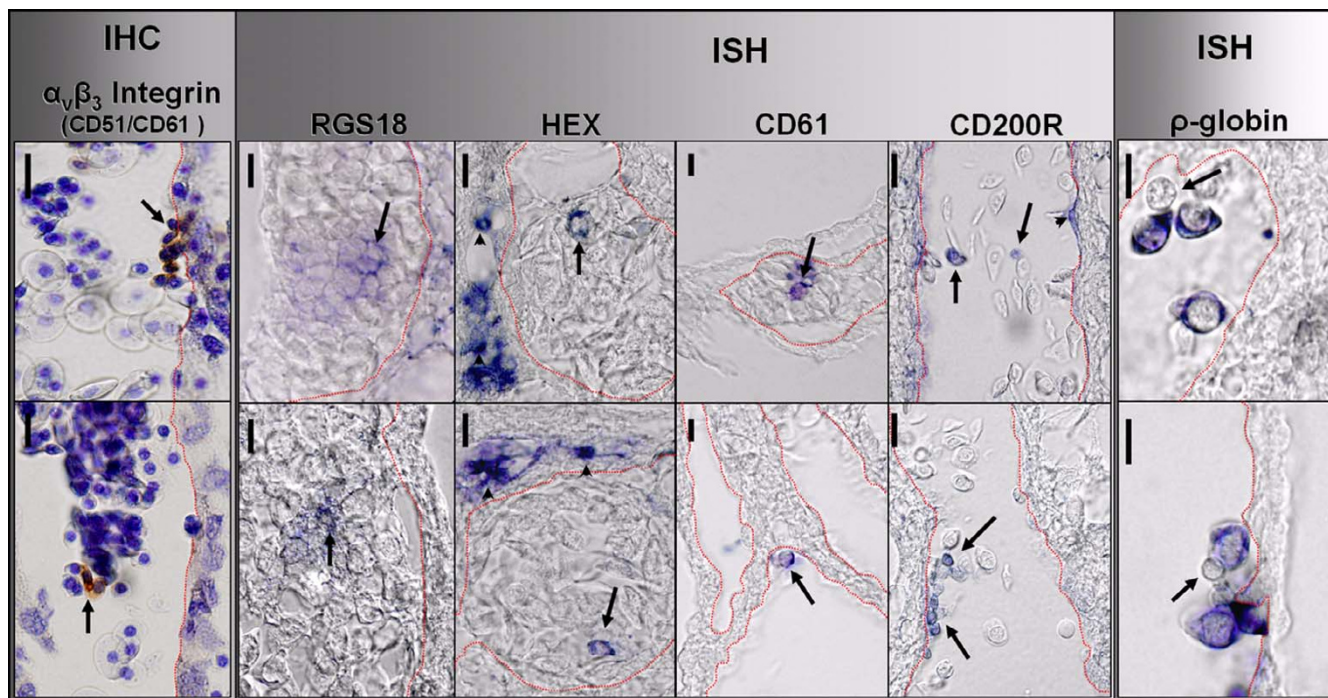 IHC
αvβ3 Integrin
(CD51/CD61 )
ISH
RGS18
HEX
CD61
CD200R
ISH
ρ-globin